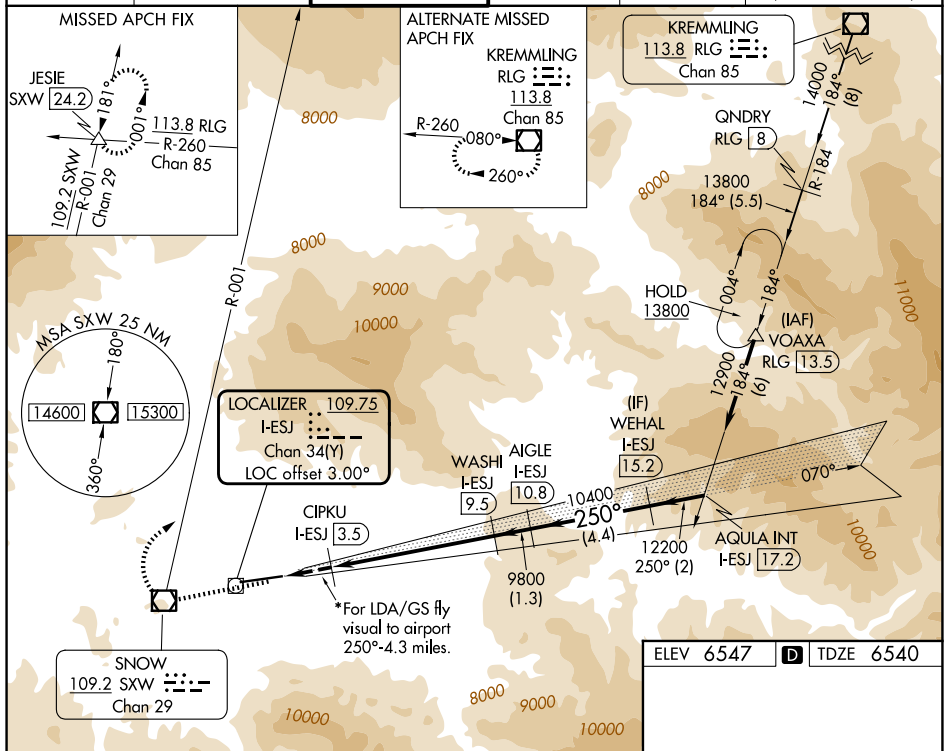 MISSED APCH FIX
JESIE
SXW 24.2
181°
001°
113.8 RLG
R-260
Chan 85
109.2 SXW
R-001
Chan 29
ALTERNATE MISSED
APCH FIX
KREMMLING
RLG
113.8
Chan 85
R-260
080°
260°
KREMMLING
113.8 RLG
Chan 85
14000
184°
(8)
QNDRY
RLG 8
R-184
13800
184° (5.5)
HOLD
13800
004°
184°
(IAF)
VOAXA
RLG 13.5
12900
184°
(6)
8000
8000
8000
9000
10000
11000
R-001
MSA SXW 25 NM
180°
14600
15300
360°
LOCALIZER 109.75
I-ESJ
Chan 34(Y)
LOC offset 3.00°
(IF)
WEHAL
I-ESJ
15.2
WASHI
I-ESJ
9.5
AIGLE
I-ESJ
10.8
10400
250°
(4.4)
070°
CIPKU
I-ESJ 3.5
12200
250° (2)
AQULA INT
I-ESJ 17.2
9800
(1.3)
10000
*For LDA/GS fly
visual to airport
250°-4.3 miles.
SNOW
109.2 SXW
Chan 29
10000
8000
9000
10000
ELEV 6547 D TDZE 6540